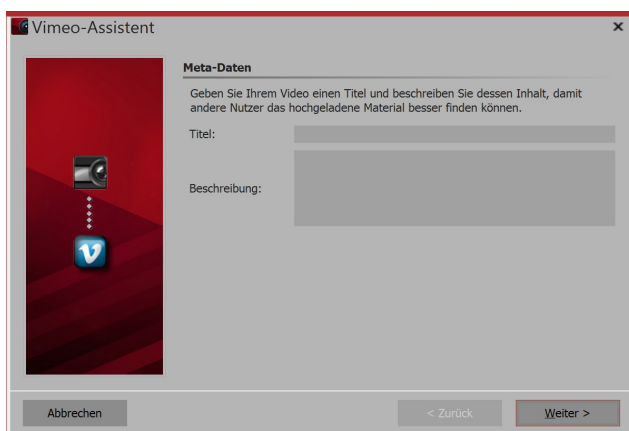 Vimeo-Assistent
Meta-Daten
Geben Sie Ihrem Video einen Titel und beschreiben Sie dessen Inhalt, damit
andere Nutzer das hochgeladene Material besser finden können.
Titel:
Beschreibung:
Abbrechen
< Zurück
Weiter >